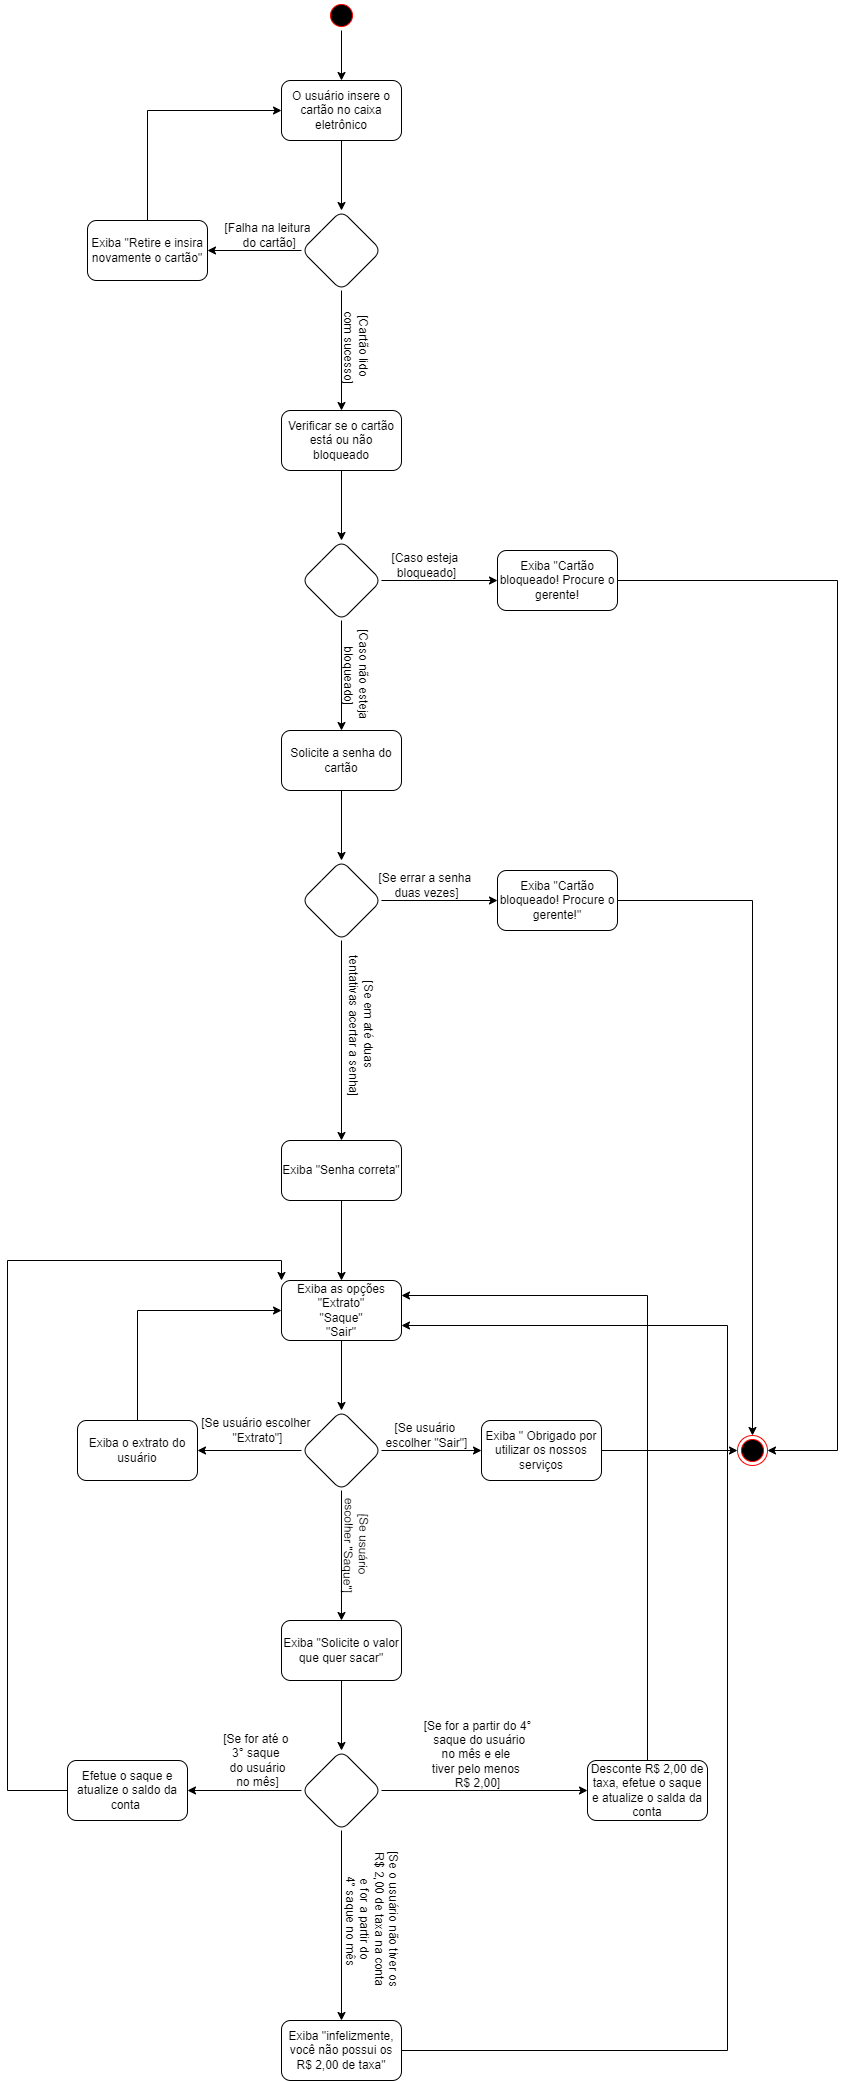 O usuário insere o
cartão no caixa
eletrônico
[Falha na leitura
do cartão]
Exiba "Retire e insira
novamente o cartão"
[Cartão lido
com sucesso]
Verificar se o cartão
está ou não
bloqueado
[Caso esteja
bloqueado]
Exiba "Cartão
bloqueado! Procure o
gerente!
[Caso não esteja
bloqueado]
Solicite a senha do
cartão
[Se errar a senha
duas vezes]
Exiba "Cartão
bloqueado! Procure o
gerente!"
[Se em até duas
tentativas acertar a senha]
Exiba "Senha correta"
Exiba as opções
"Extrato"
"Saque"
"Sair"
[Se usuário escolher
"Extrato"]
Exiba o extrato do
usuário
[Se usuário
escolher "Sair"]
Exiba " Obrigado por
utilizar os nossos
serviços
[Se usuário
escolher "Saque"]
Exiba "Solicite o valor
que quer sacar"
[Se for até o
3° saque
do usuário
no mês]
Efetue o saque e
atualize o saldo da
conta
[Se for a partir do 4°
saque do usuário
no mês e ele
tiver pelo menos
R$ 2,00]
Desconte R$ 2,00 de
taxa, efetue o saque
e atualize o salda da
conta
[Se o usuário não tiver os
R$ 2,00 de taxa na conta
e for a partir do
4° saque no mês
Exiba "infelizmente,
você não possui os
R$ 2,00 de taxa"